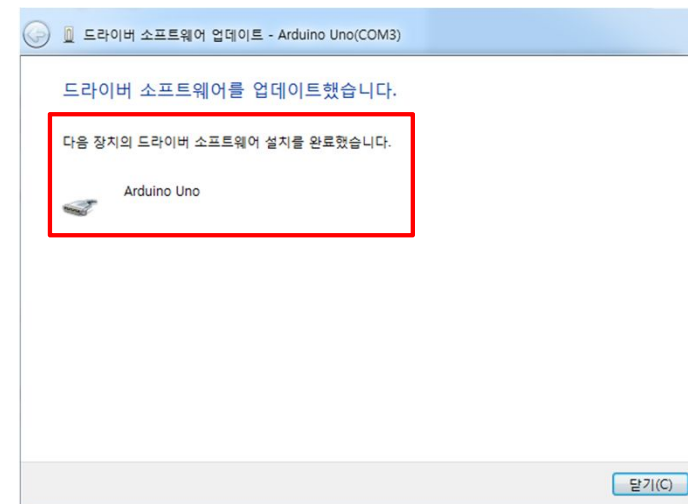 드라이버 소프트웨어 업데이트 - Arduino Uno(COM3)
드라이버 소프트웨어를 업데이트했습니다.
다음 장치의 드라이버 소프트웨어 설치를 완료했습니다.
Arduino Uno
닫기(C)